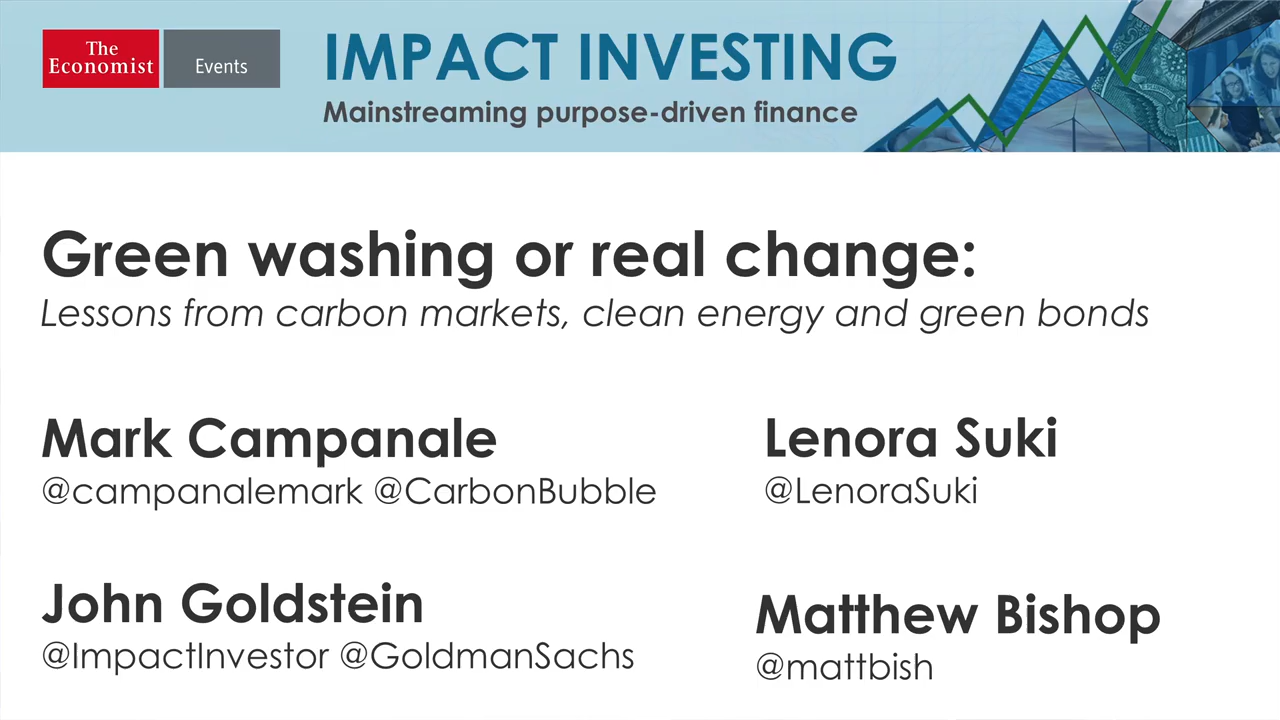 The
Economist
Events
IMPACT INVESTING
Mainstreaming purpose-driven finance
Green washing or real change:
Lessons from carbon markets, clean energy and green bonds
Mark Campanale
@campanalemark @CarbonBubble
Lenora Suki
@LenoraSuki
John Goldstein
@ImpactInvestor @GoldmanSachs
Matthew Bishop
@mattbish